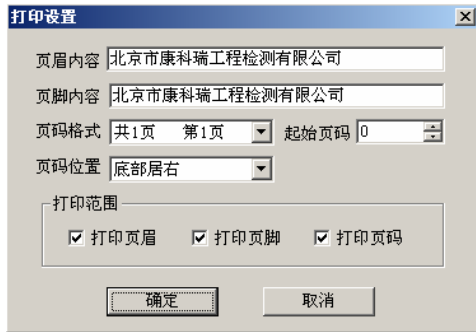 打印设置
页眉内容 北京市康科瑞工程检测有限公司
页脚内容 北京市康科瑞工程检测有限公司
页码格式 共1页 第1页 起始页码 0
页码位置 底部居右
打印范围
打印页眉 打印页脚 打印页码
确定 取消